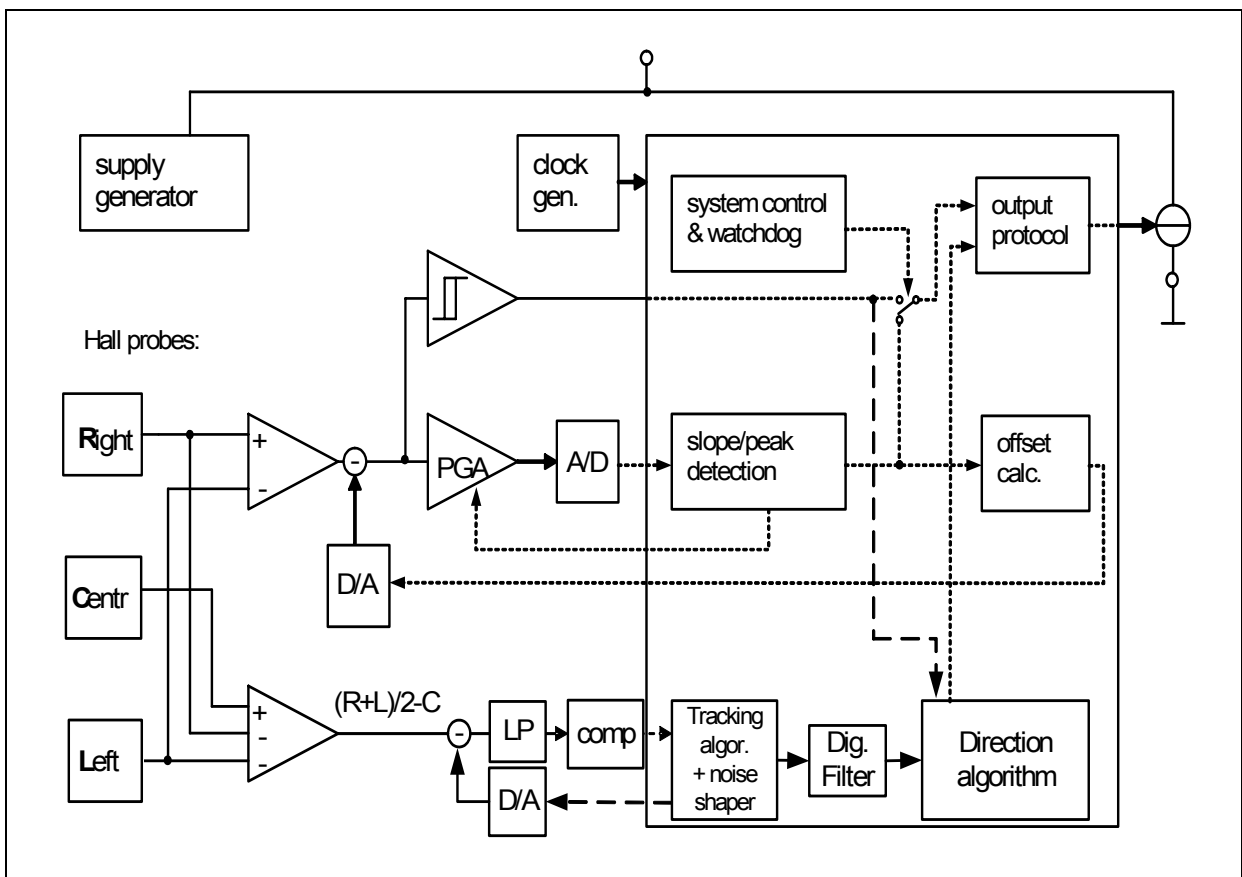 supply
generator
clock
gen.
system control
& watchdog
output
protocol
Hall probes:
Right
+
-
-
PGA
A/D
slope/peak
detection
offset
calc.
D/A
Centr
Left
+
-
-
(R+L)/2-C
-
LP
comp
D/A
Tracking
algor.
+ noise
shaper
Dig.
Filter
Direction
algorithm